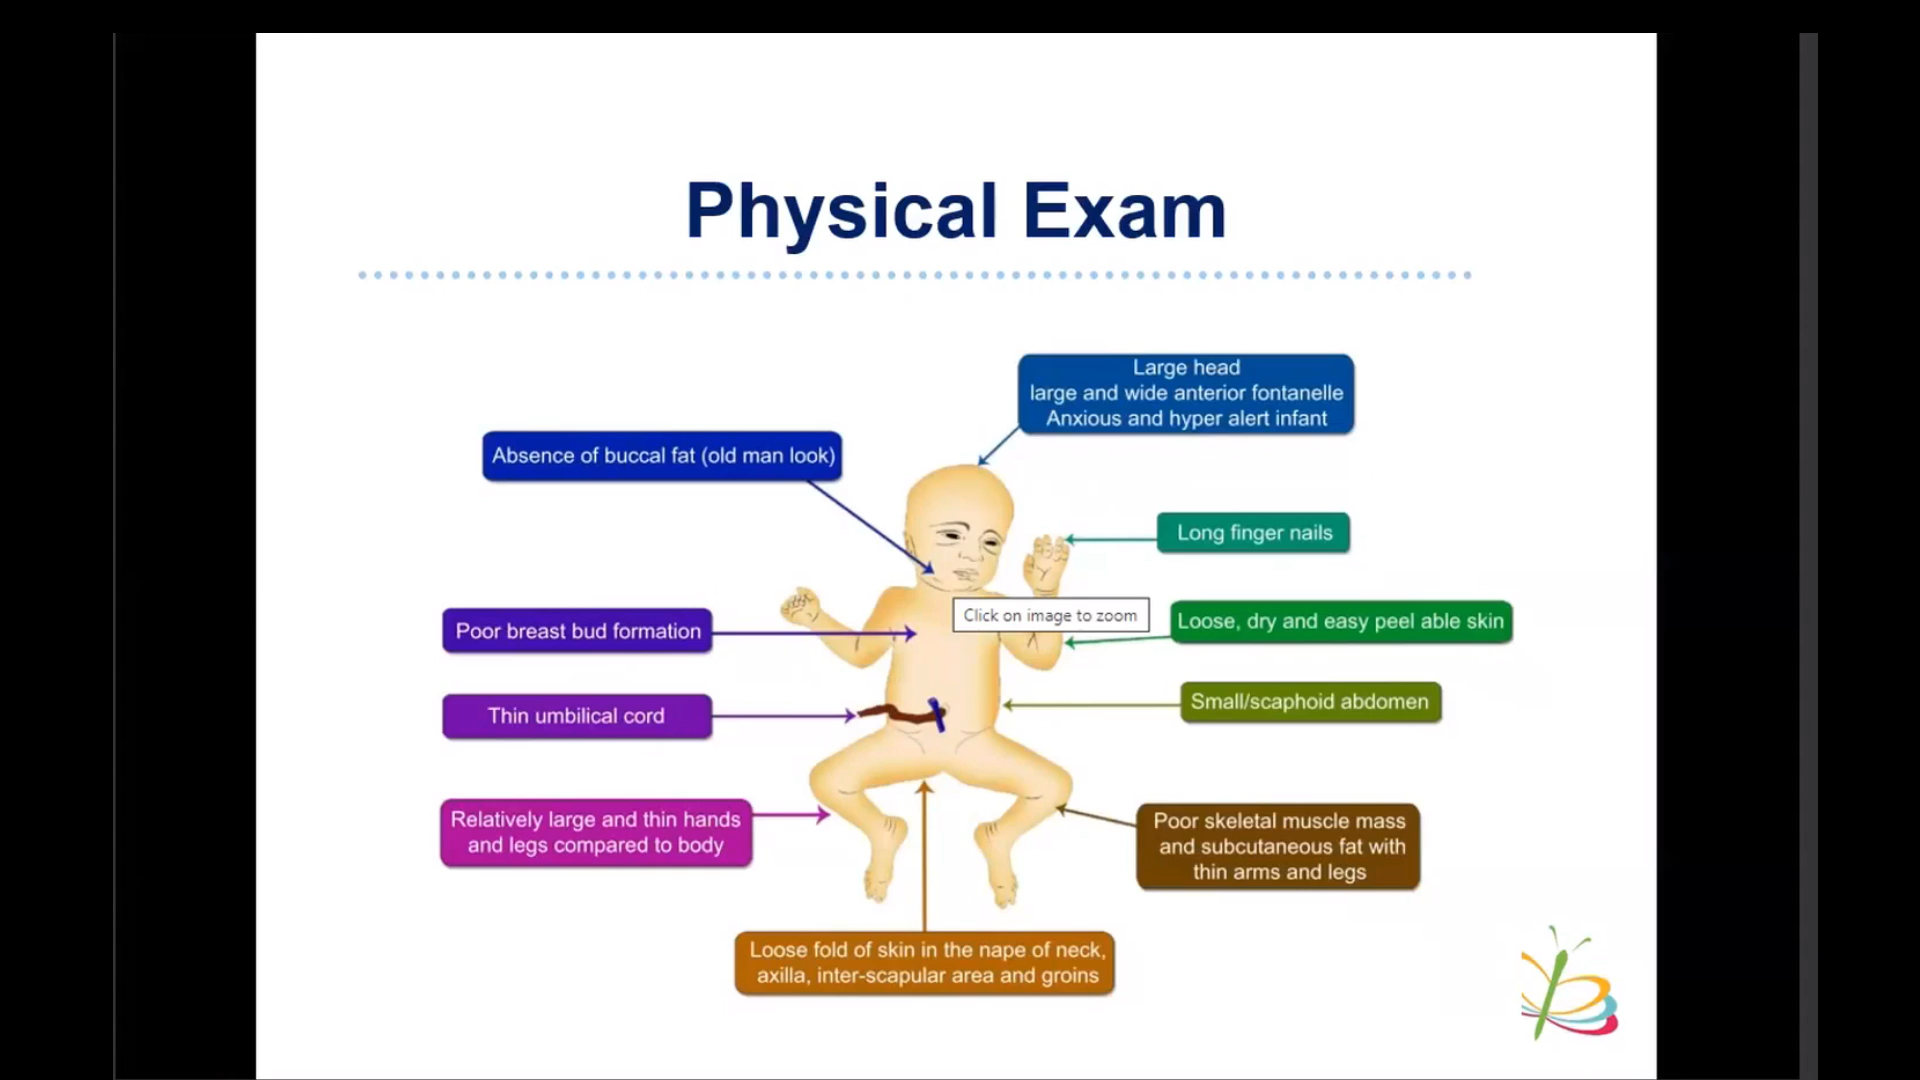 Physical Exam
Large head
large and wide anterior fontanelle
Anxious and hyper alert infant
Absence of buccal fat (old man look)
Long finger nails
Click on image to zoom
Loose, dry and easy peel able skin
Poor breast bud formation
Small/scaphoid abdomen
Thin umbilical cord
Relatively large and thin hands
and legs compared to body
Poor skeletal muscle mass
and subcutaneous fat with
thin arms and legs
Loose fold of skin in the nape of neck,
axilla, inter-scapular area and groins